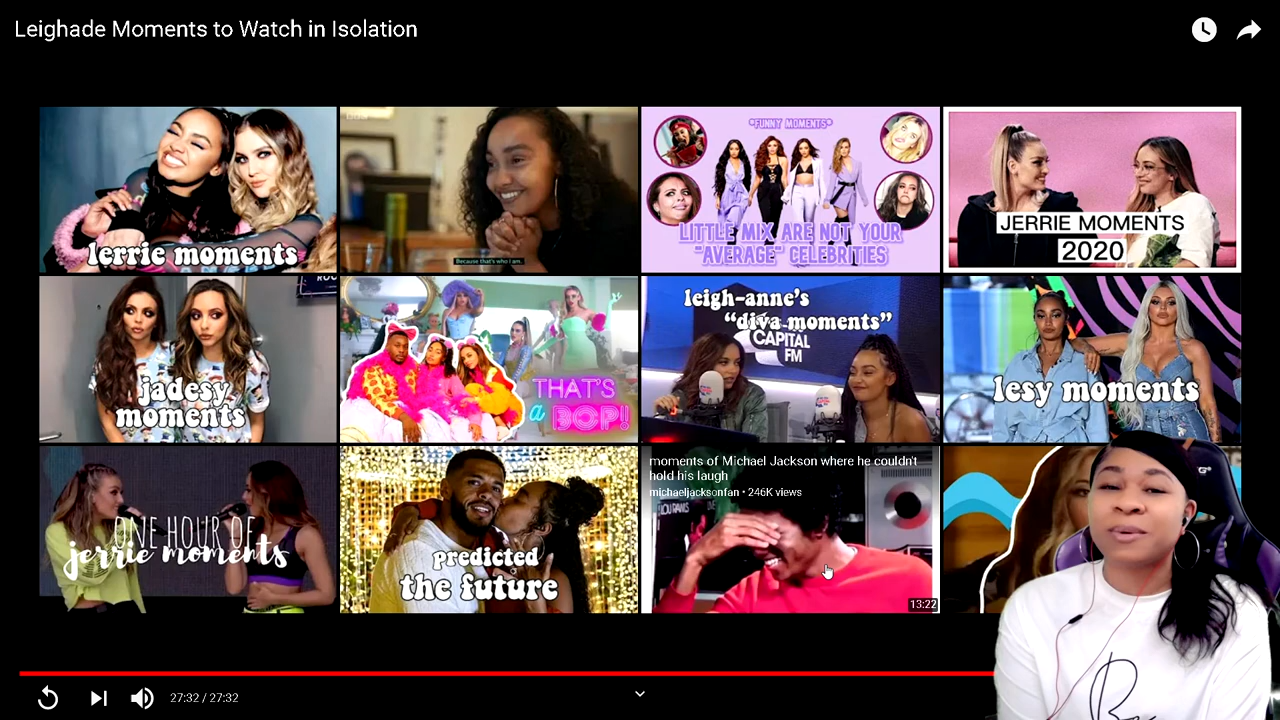 Leighade Moments to Watch in Isolation
lerrie moments
Because that's who I am.
*FUNNY MOMENTS*
LITTLE MIX ARE NOT YOUR
"AVERAGE" CELEBRITIES
JERRIE MOMENTS
2020
jadesy
moments
THAT'S
a BOP!
leigh-anne's
"diva moments"
CAPITAL
FM
lesy moments
ONE HOUR OF
jerrie moments
predicted
the future
moments of Michael Jackson where he couldn't
hold his laugh
michaeljacksonfan • 246K views
13:22
27:32 / 27:32